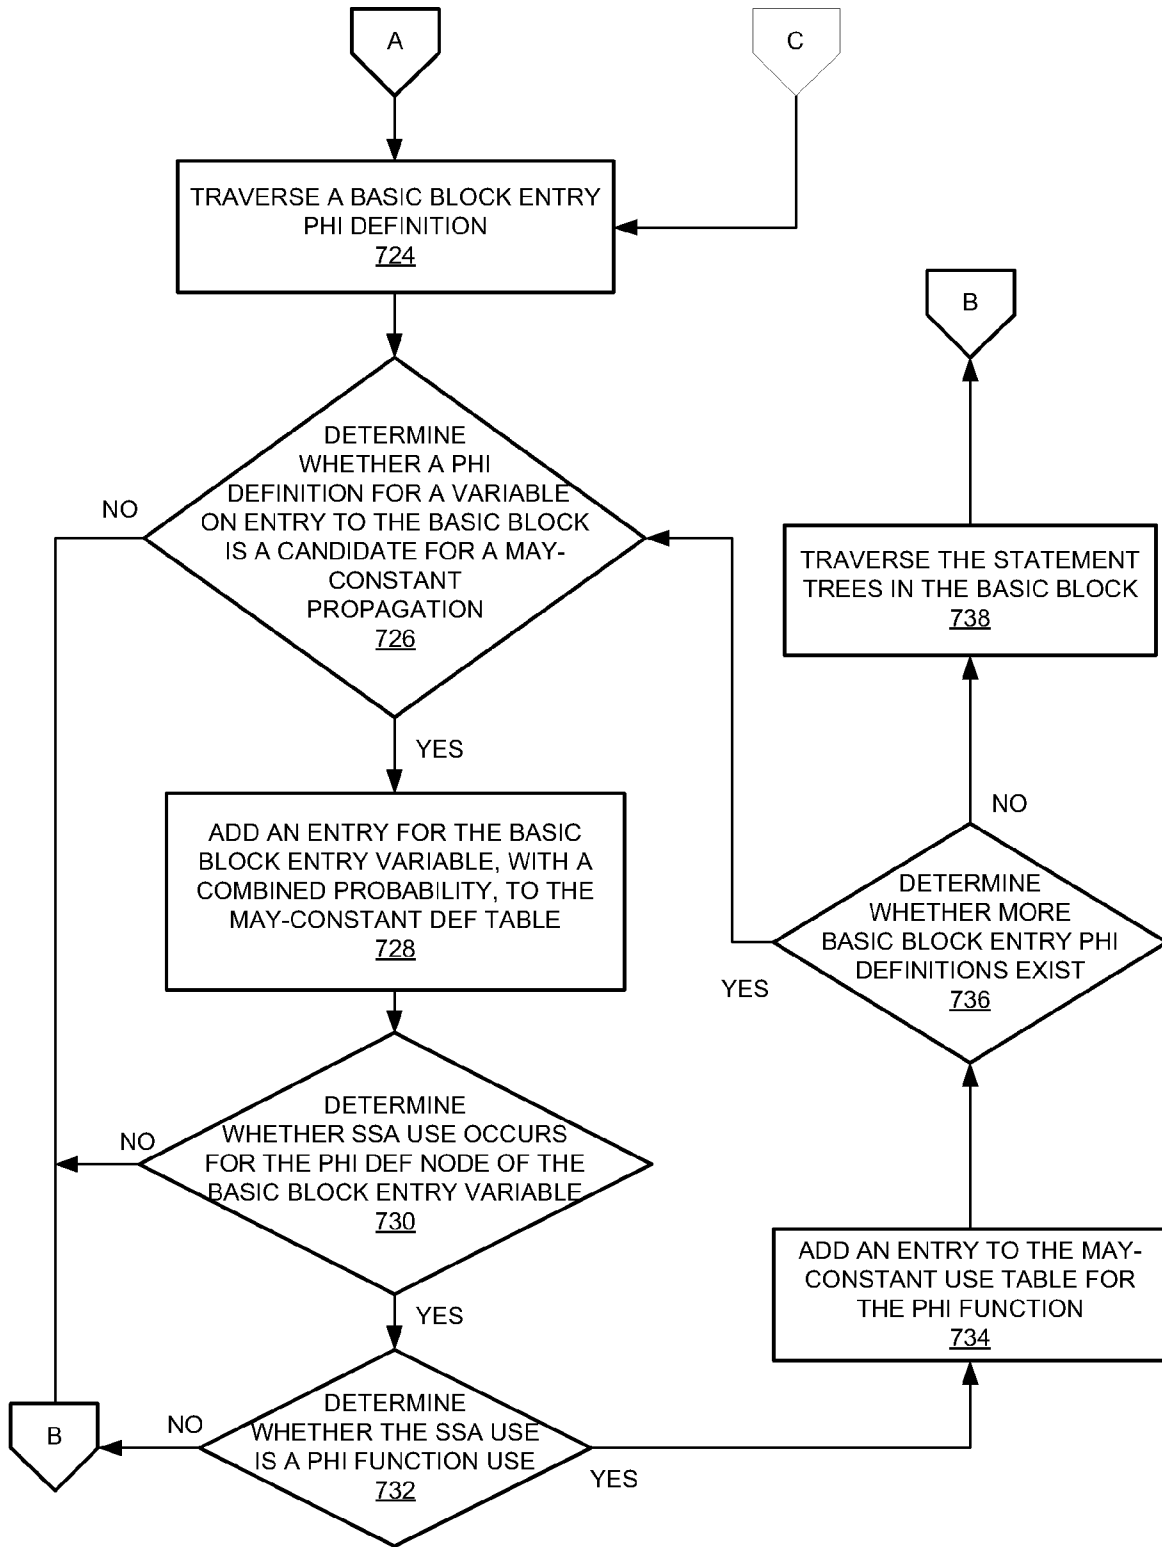 A
C
TRAVERSE A BASIC BLOCK ENTRY
PHI DEFINITION
724
B
DETERMINE
WHETHER A PHI
DEFINITION FOR A VARIABLE
ON ENTRY TO THE BASIC BLOCK
IS A CANDIDATE FOR A MAY-
CONSTANT
PROPAGATION
726
NO
YES
TRAVERSE THE STATEMENT
TREES IN THE BASIC BLOCK
738
NO
ADD AN ENTRY FOR THE BASIC
BLOCK ENTRY VARIABLE, WITH A
COMBINED PROBABILITY, TO THE
MAY-CONSTANT DEF TABLE
728
DETERMINE
WHETHER MORE
BASIC BLOCK ENTRY PHI
DEFINITIONS EXIST
736
YES
DETERMINE
WHETHER SSA USE OCCURS
FOR THE PHI DEF NODE OF THE
BASIC BLOCK ENTRY VARIABLE
730
NO
YES
ADD AN ENTRY TO THE MAY-
CONSTANT USE TABLE FOR
THE PHI FUNCTION
734
DETERMINE
WHETHER THE SSA USE
IS A PHI FUNCTION USE
732
NO
YES
B